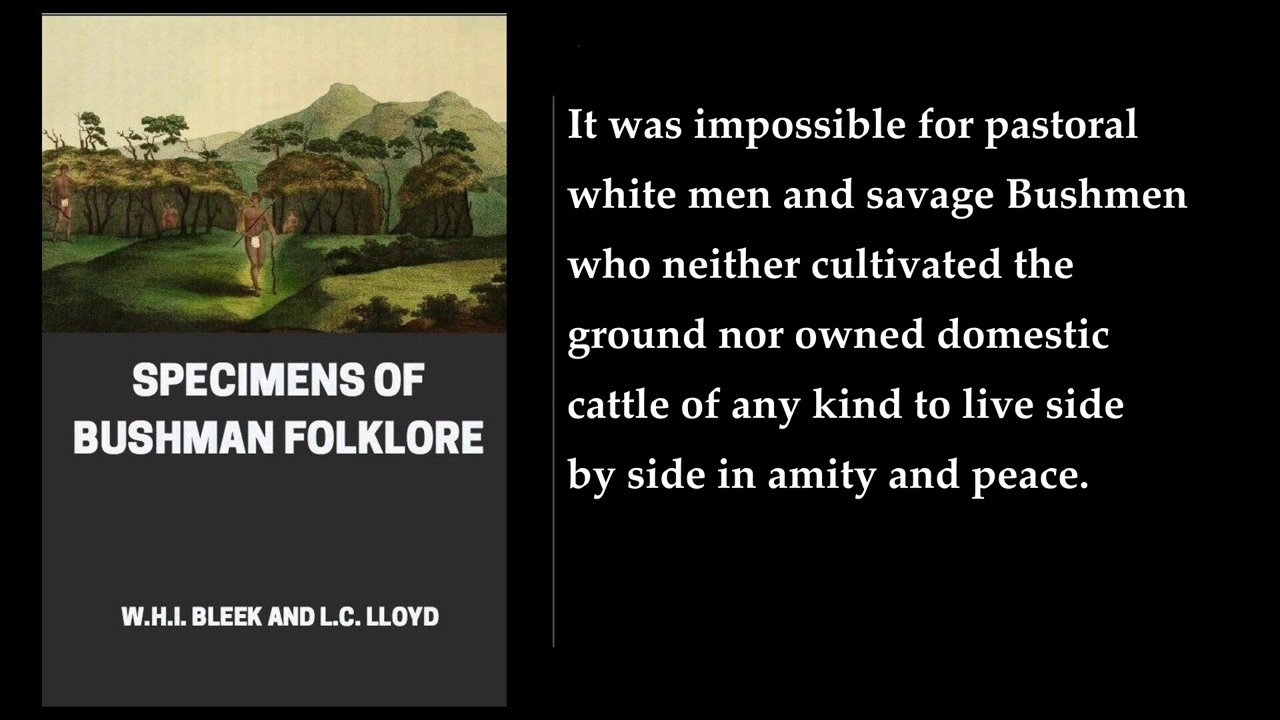 SPECIMENS OF
BUSHMAN FOLKLORE
W.H.I. BLEEK AND L.C. LLOYD
It was impossible for pastoral
white men and savage Bushmen
who neither cultivated the
ground nor owned domestic
cattle of any kind to live side
by side in amity and peace.